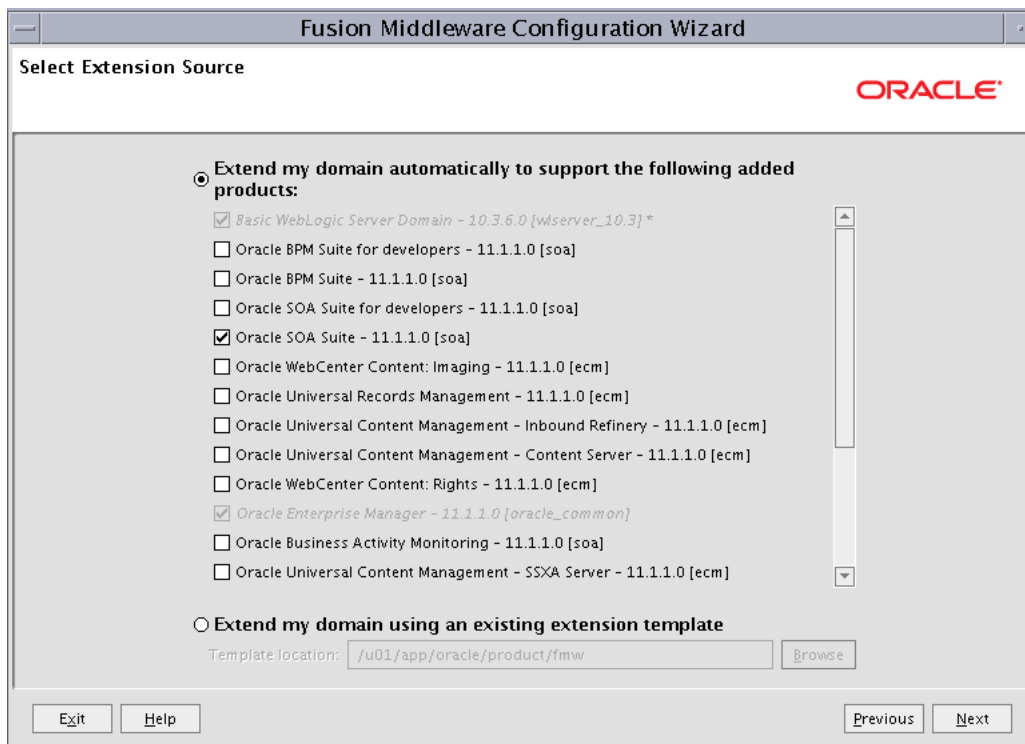 Fusion Middleware Configuration Wizard
Select Extension Source
ORACLE
Extend my domain automatically to support the following added
products:
Basic WebLogic Server Domain - 10.3.6.0 [wlserver_10.3] *
Oracle BPM Suite for developers - 11.1.1.0 [soa]
Oracle BPM Suite - 11.1.1.0 [soa]
Oracle SOA Suite for developers - 11.1.1.0 [soa]
Oracle SOA Suite - 11.1.1.0 [soa]
Oracle WebCenter Content: Imaging - 11.1.1.0 [ecm]
Oracle Universal Records Management - 11.1.1.0 [ecm]
Oracle Universal Content Management - Inbound Refinery - 11.1.1.0 [ecm]
Oracle Universal Content Management - Content Server - 11.1.1.0 [ecm]
Oracle WebCenter Content: Rights - 11.1.1.0 [ecm]
Oracle Enterprise Manager - 11.1.1.0 [oracle_common]
Oracle Business Activity Monitoring - 11.1.1.0 [soa]
Oracle Universal Content Management - SSXA Server - 11.1.1.0 [ecm]
Extend my domain using an existing extension template
Template location: /u01/app/oracle/product/fmw Browse
Exit Help Previous Next